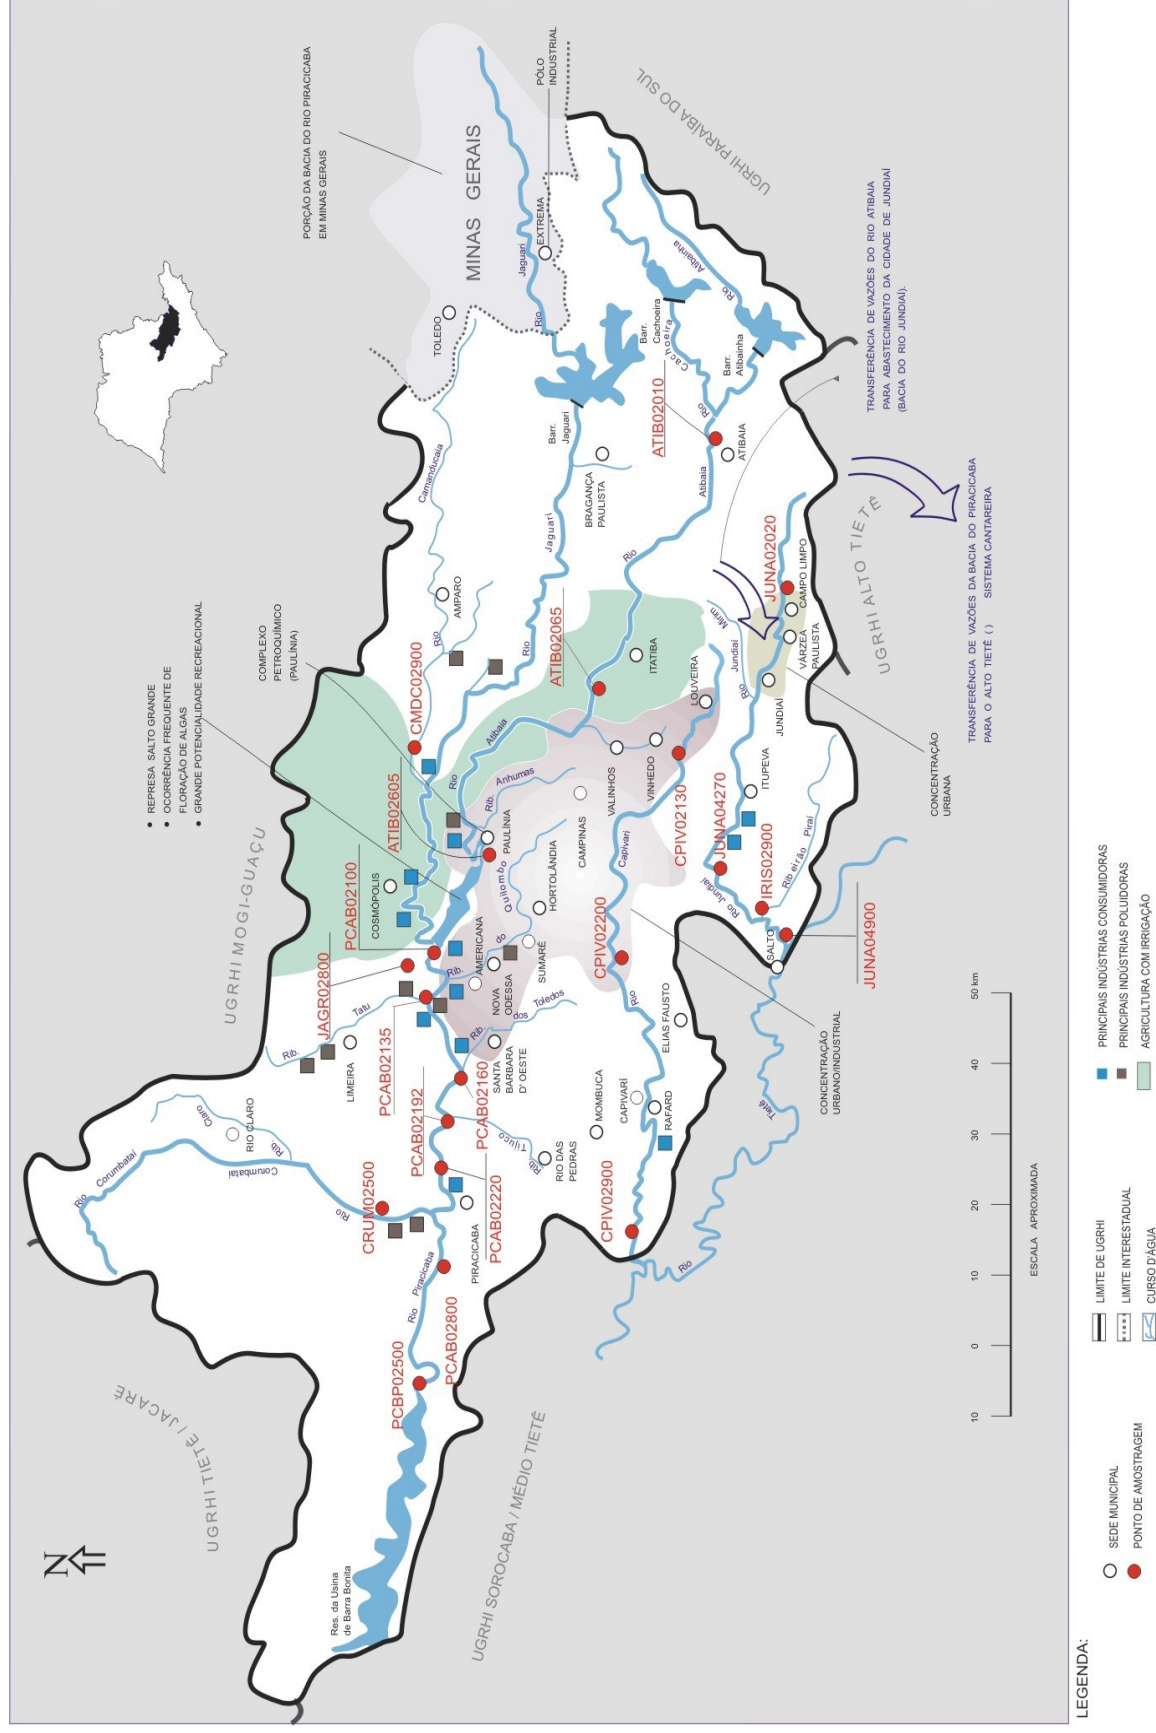 N
UGRHI TIETÊ / JACARÉ
UGRHI MOGI-GUAÇU
UGRHI SOROCABA / MÉDIO TIETÊ
UGRHI ALTO TIETÊ
UGRHI PARAÍBA DO SUL
• REPRESA SALTO GRANDE
• OCORRÊNCIA FREQUENTE DE
FLORAÇÃO DE ALGAS
• GRANDE POTENCIALIDADE RECREACIONAL
COMPLEXO
PETROQUÍMICO
(PAULÍNIA)
PORÇÃO DA BACIA DO RIO PIRACICABA
EM MINAS GERAIS
MINAS GERAIS
PÓLO
INDUSTRIAL
TOLEDO
EXTREMA
Rio
Jaguari
Res. da Usina
de Barra Bonita
PCBP02500
PCAB02800
Rio
Piracicaba
PIRACICABA
Rio
Corumbataí
Rio
Corumbataí
Rib.
Claro
RIO CLARO
CRUM02500
PCAB02220
PCAB02192
PCAB02160
PCAB02135
JAGR02800
PCAB02100
ATIB02605
CMDC02900
Rib.
Tatu
LIMEIRA
COSMÓPOLIS
Rib.
Tijuco
RIO DAS
PEDRAS
SANTA
BARBARA
D' OESTE
Rib.
dos
Toledos
NOVA
ODESSA
AMERICANA
Rib.
do
Quilombo
SUMARÉ
HORTOLÂNDIA
PAULÍNIA
Rib.
Anhumas
CAMPINAS
Rio
Atibaia
Rio
Jaguari
Rio
Camanducaia
AMPARO
ATIB02065
ITATIBA
BRAGANÇA
PAULISTA
Barr.
Jaguari
ATIB02010
Rio
Atibaia
Rio
ATIBAIA
Barr.
Cachoeira
Cachoeira
Barr.
Atibainha
Rio
Atibainha
MOMBUCA
CAPIVARÍ
RAFARD
ELIAS FAUSTO
CPIV02900
CPIV02200
CPIV02130
Rio
Capivari
VALINHOS
VINHEDO
LOUVEIRA
Jundiaí
Mirim
Rio
JUNA02020
CAMPO LIMPO
VÁRZEA
PAULISTA
JUNDIAÍ
ITUPEVA
JUNA04270
IRIS02900
JUNA04900
Rio Jundiaí
Ribeirão Piraí
SALTO
Tietê
Rio
CONCENTRAÇÃO
URBANO/INDUSTRIAL
CONCENTRAÇÃO
URBANA
TRANSFERÊNCIA DE VAZÕES DO RIO ATIBAIA
PARA ABASTECIMENTO DA CIDADE DE JUNDIAÍ
(BACIA DO RIO JUNDIAÍ).
TRANSFERÊNCIA DE VAZÕES DA BACIA DO PIRACICABA
PARA O ALTO TIETÊ ( ) SISTEMA CANTAREIRA
10 0 10 20 30 40 50 km
ESCALA APROXIMADA
LEGENDA:
SEDE MUNICIPAL
PONTO DE AMOSTRAGEM
LIMITE DE UGRHI
LIMITE INTERESTADUAL
CURSO D'ÁGUA
PRINCIPAIS INDÚSTRIAS CONSUMIDORAS
PRINCIPAIS INDÚSTRIAS POLUIDORAS
AGRICULTURA COM IRRIGAÇÃO